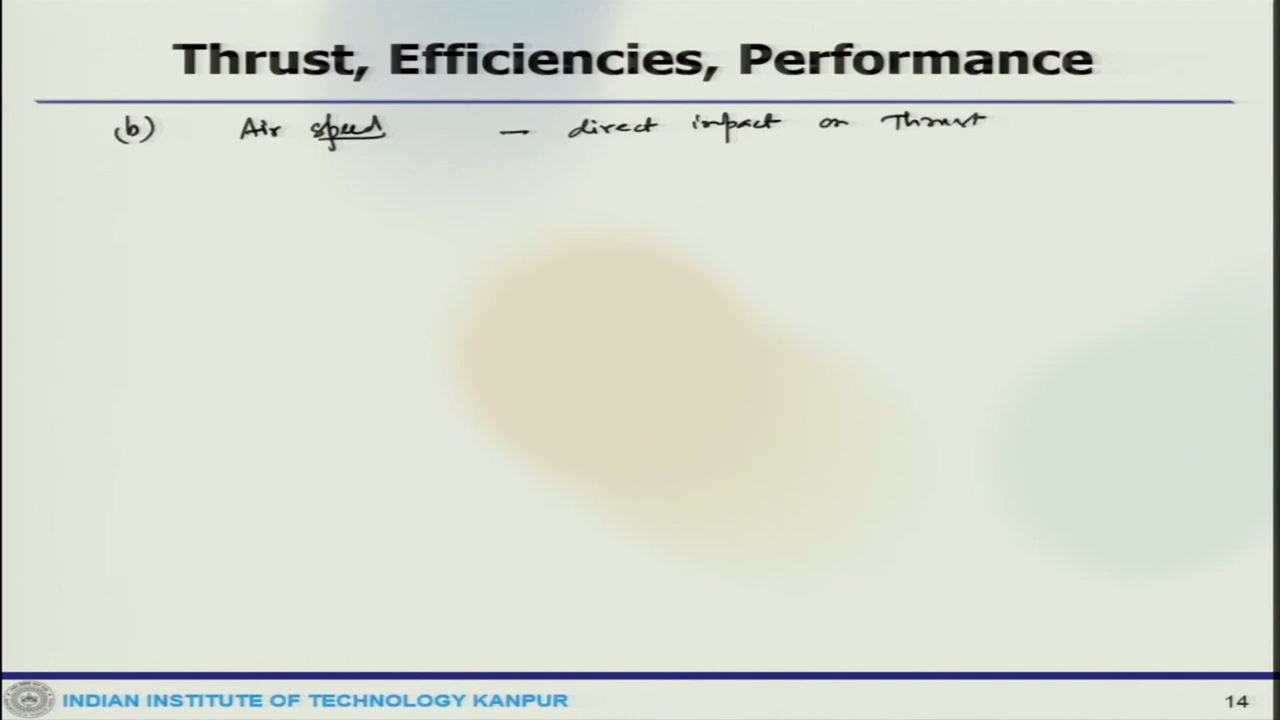 Thrust, Efficiencies, Performance
(b) Air speed — direct impact on Thrust
INDIAN INSTITUTE OF TECHNOLOGY KANPUR
14